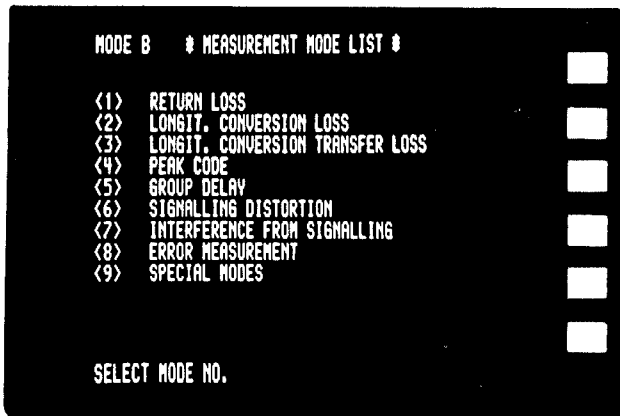 MODE B * MEASUREMENT MODE LIST *
<1> RETURN LOSS
<2> LONGIT. CONVERSION LOSS
<3> LONGIT. CONVERSION TRANSFER LOSS
<4> PEAK CODE
<5> GROUP DELAY
<6> SIGNALLING DISTORTION
<7> INTERFERENCE FROM SIGNALLING
<8> ERROR MEASUREMENT
<9> SPECIAL MODES
SELECT MODE NO.